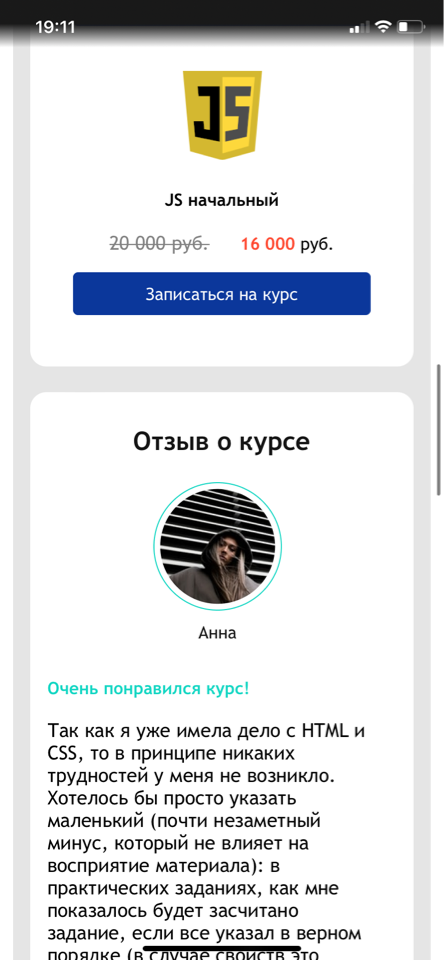 19:11
JS
JS начальный
20 000 руб. 16 000 руб.
Записаться на курс
Отзыв о курсе
Анна
Очень понравился курс!
Так как я уже имела дело с HTML и
CSS, то в принципе никаких
трудностей у меня не возникло.
Хотелось бы просто указать
маленький (почти незаметный
минус, который не влияет на
восприятие материала): в
практических заданиях, как мне
показалось будет засчитано
задание, если все указал в верном
порядке (в случае свойств это